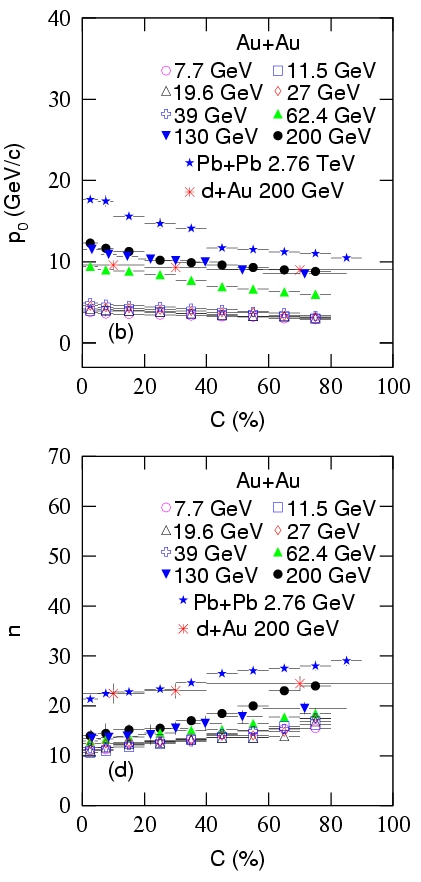 40
Au+Au
7.7 GeV 11.5 GeV
19.6 GeV 27 GeV
30
39 GeV 62.4 GeV
130 GeV 200 GeV
Pb+Pb 2.76 TeV
20
d+Au 200 GeV
p0 (GeV/c)
10
0
(b)
0 20 40 60 80 100
C (%)
70
Au+Au
60
7.7 GeV 11.5 GeV
19.6 GeV 27 GeV
50
39 GeV 62.4 GeV
130 GeV 200 GeV
40
Pb+Pb 2.76 GeV
d+Au 200 GeV
n
30
20
10
(d)
0
0 20 40 60 80 100
C (%)